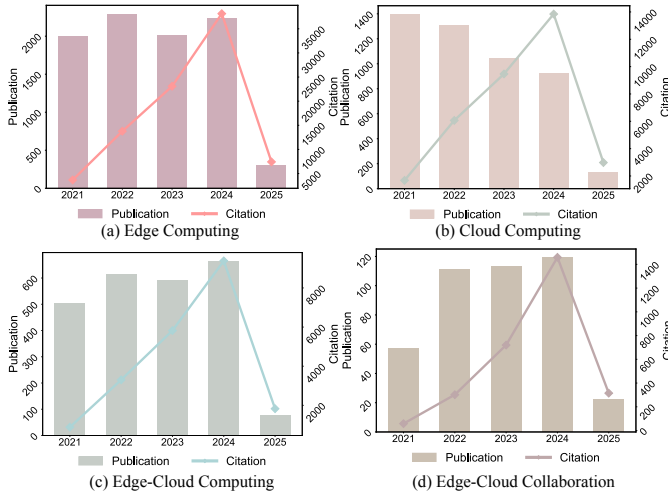 Publication
2000
1500
1000
500
0
35000
30000
25000
20000
15000
10000
5000
Citation
2021 2022 2023 2024 2025
Publication Citation
(a) Edge Computing
Publication
1400
1200
1000
800
600
400
200
0
14000
12000
10000
8000
6000
4000
2000
Citation
2021 2022 2023 2024 2025
Publication Citation
(b) Cloud Computing
Publication
600
500
400
300
200
100
0
8000
6000
4000
2000
Citation
2021 2022 2023 2024 2025
Publication Citation
(c) Edge-Cloud Computing
Publication
120
100
80
60
40
20
0
1400
1200
1000
800
600
400
200
0
Citation
2021 2022 2023 2024 2025
Publication Citation
(d) Edge-Cloud Collaboration